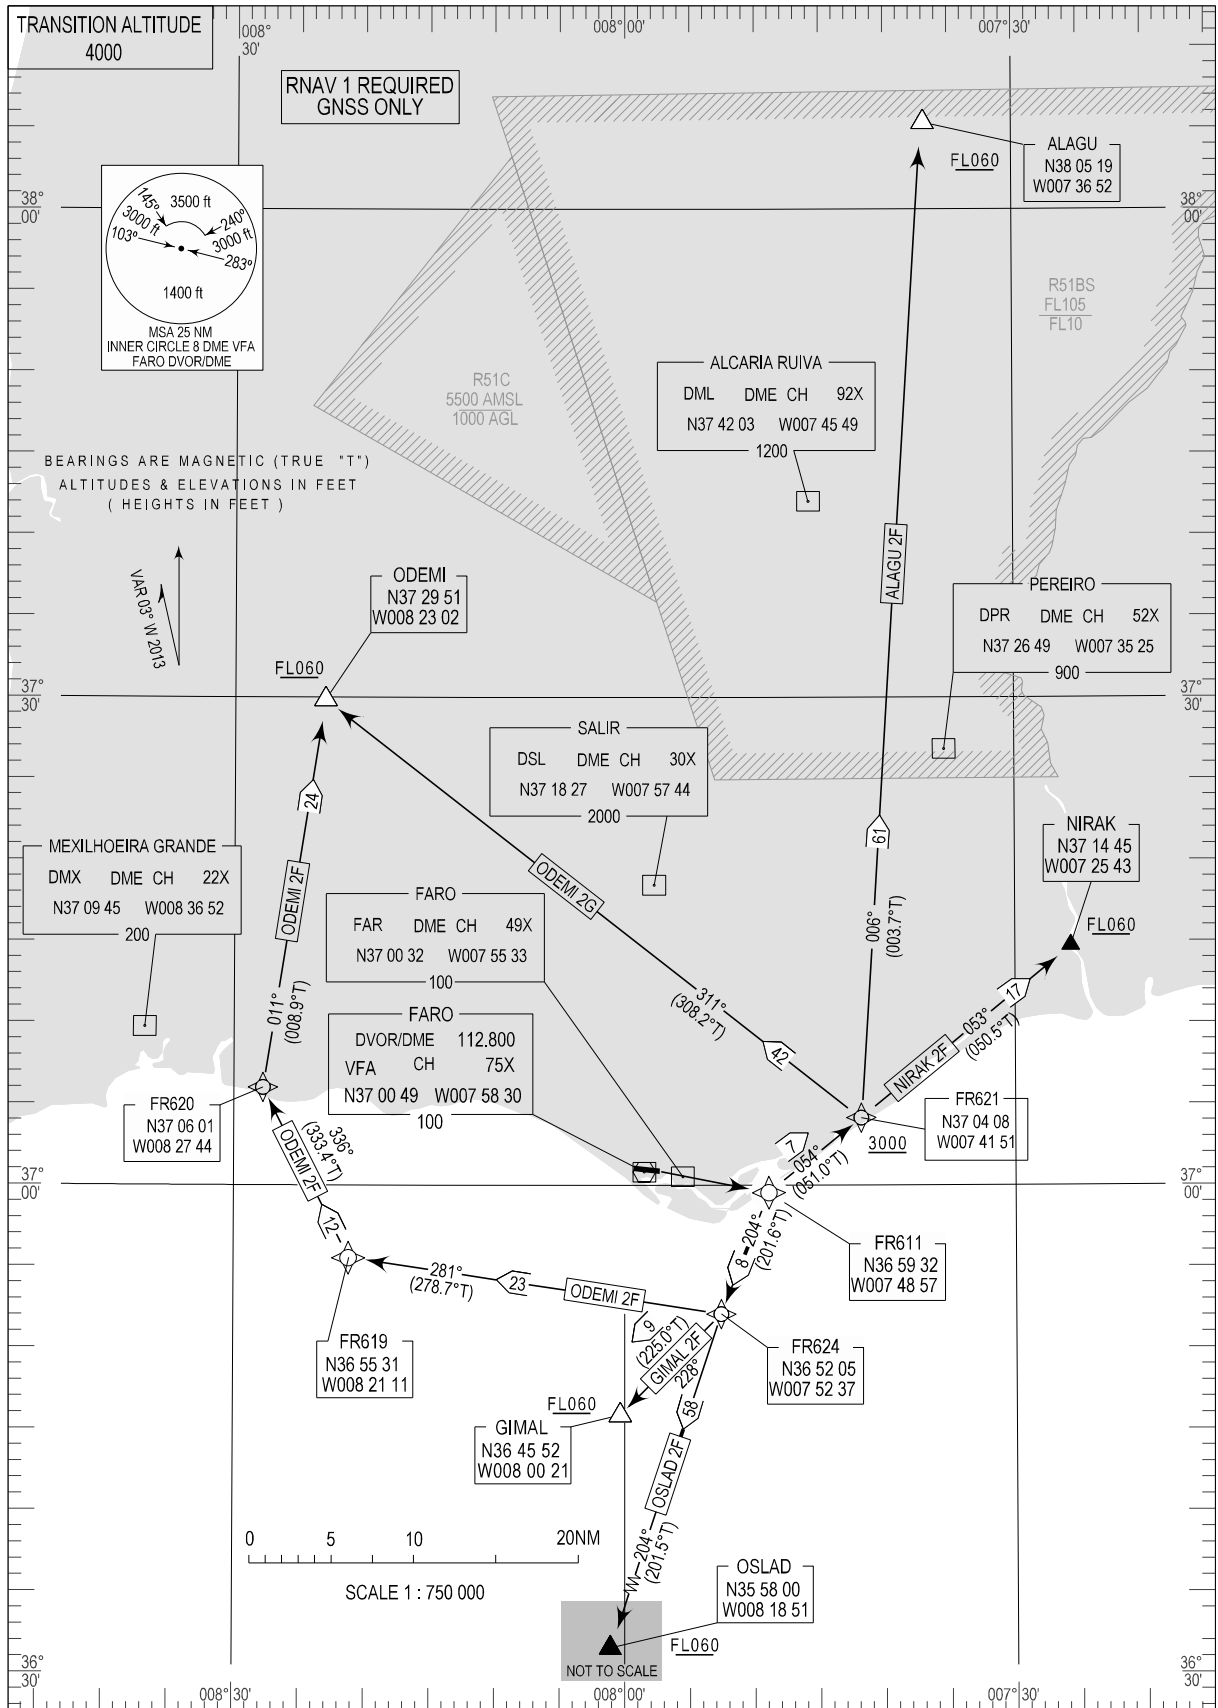 TRANSITION ALTITUDE
4000
008°
30'
008° 00'
007° 30'
RNAV 1 REQUIRED
GNSS ONLY
ALAGU
N38 05 19
W007 36 52
FL060
38°
00'
3500 ft
145°
3000 ft
103°
240°
3000 ft
283°
1400 ft
MSA 25 NM
INNER CIRCLE 8 DME VFA
FARO DVOR/DME
R51BS
FL105
FL10
R51C
5500 AMSL
1000 AGL
ALCARIA RUIVA
DML DME CH 92X
N37 42 03 W007 45 49
1200
BEARINGS ARE MAGNETIC (TRUE "T")
ALTITUDES & ELEVATIONS IN FEET
( HEIGHTS IN FEET )
VAR 03° W 2013
ODEMI
N37 29 51
W008 23 02
FL060
ALAGU 2F
PEREIRO
DPR DME CH 52X
N37 26 49 W007 35 25
900
37°
30'
37°
30'
38°
00'
SALIR
DSL DME CH 30X
N37 18 27 W007 57 44
2000
24
61
NIRAK
N37 14 45
W007 25 43
FL060
MEXILHOEIRA GRANDE
DMX DME CH 22X
N37 09 45 W008 36 52
200
ODEMI 2F
ODEMI 2G
FARO
FAR DME CH 49X
N37 00 32 W007 55 33
100
006°
(003.7°T)
011°
(008.9°T)
311°
(308.2°T)
42
17
053°
(050.5°T)
NIRAK 2F
FARO
DVOR/DME 112.800
VFA CH 75X
N37 00 49 W007 58 30
100
FR620
N37 06 01
W008 27 44
336°
(333.4°T)
ODEMI 2F
12
FR621
N37 04 08
W007 41 51
3000
7
054°
(051.0°T)
37°
00'
37°
00'
FR611
N36 59 32
W007 48 57
8
204°
(201.6°T)
281°
(278.7°T)
23
ODEMI 2F
FR619
N36 55 31
W008 21 11
9
(225.0°T)
GIMAL 2F
228°
FR624
N36 52 05
W007 52 37
FL060
GIMAL
N36 45 52
W008 00 21
58
OSLAD 2F
204°
(201.5°T)
0 5 10 20NM
SCALE 1 : 750 000
OSLAD
N35 58 00
W008 18 51
FL060
NOT TO SCALE
36°
30'
36°
30'
008° 30'
008° 00'
007° 30'